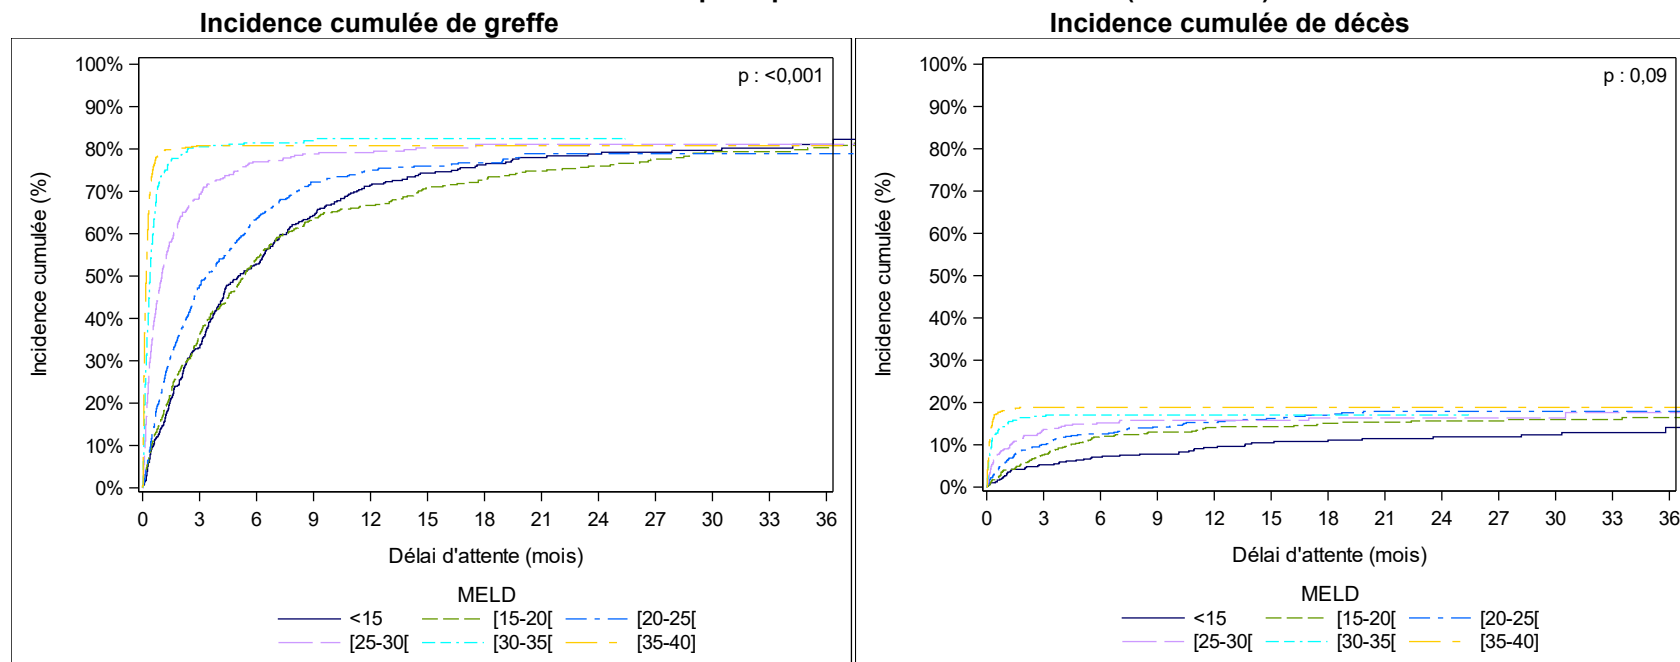 Incidence cumulée de greffe
Incidence cumulée de décès
p : <0,001
100%
90%
80%
70%
60%
50%
40%
30%
20%
10%
0%
Incidence cumulée (%)
0 3 6 9 12 15 18 21 24 27 30 33 36
Délai d'attente (mois)
MELD
<15 [15-20[ [20-25[
[25-30[ [30-35[ [35-40]
p : 0,09
100%
90%
80%
70%
60%
50%
40%
30%
20%
10%
0%
Incidence cumulée (%)
0 3 6 9 12 15 18 21 24 27 30 33 36
Délai d'attente (mois)
MELD
<15 [15-20[ [20-25[
[25-30[ [30-35[ [35-40]